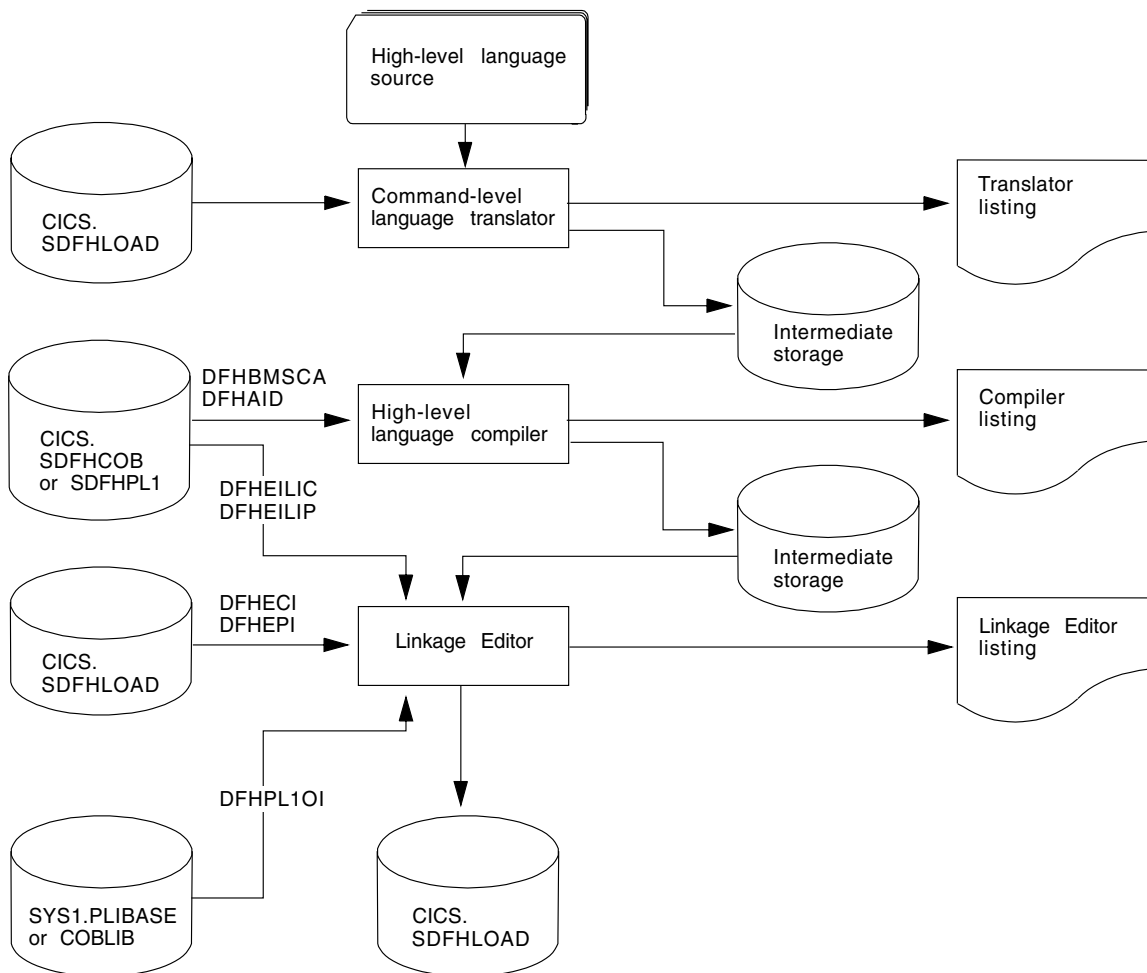 High-level language
source
Command-level
language translator
Translator
listing
CICS.
SDFHLOAD
Intermediate
storage
DFHBMSCA
DFHAID
High-level
language compiler
Compiler
listing
CICS.
SDFHCOB
or SDFHPL1
DFHEILIC
DFHEILIP
Intermediate
storage
DFHECI
DFHEPI
Linkage Editor
Linkage Editor
listing
CICS.
SDFHLOAD
DFHPL1OI
SYS1.PLIBASE
or COBLIB
CICS.
SDFHLOAD